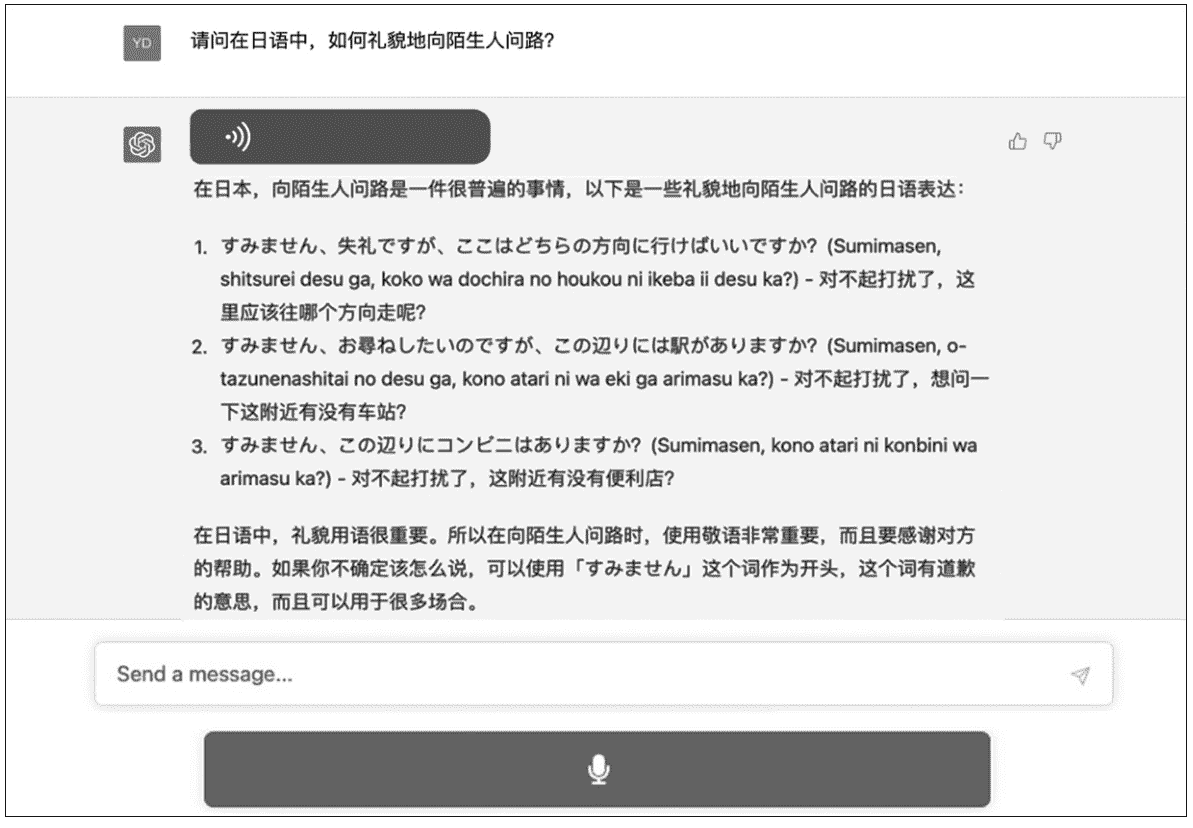 YD
请问在日语中，如何礼貌地向陌生人问路？
在日本，向陌生人问路是一件很普遍的事情，以下是一些礼貌地向陌生人问路的日语表达：
1. すみません、失礼ですが、ここはどちらの方向に行けばいいですか？(Sumimasen,
shitsurei desu ga, koko wa dochira no houkou ni ikeba ii desu ka?) - 对不起打扰了，这
里应该往哪个方向走呢？
2. すみません、お尋ねしたいのですが、この辺りには駅がありますか？(Sumimasen, o-
tazunenashitai no desu ga, kono atari ni wa eki ga arimasu ka?) - 对不起打扰了，想问一
下这附近有没有车站？
3. すみません、この辺りにコンビニはありますか？(Sumimasen, kono atari ni konbini wa
arimasu ka?) - 对不起打扰了，这附近有没有便利店？
在日语中，礼貌用语很重要。所以在向陌生人问路时，使用敬语非常重要，而且要感谢对方
的帮助。如果你不确定该怎么说，可以使用「すみません」这个词作为开头，这个词有道歉
的意思，而且可以用于很多场合。
Send a message...